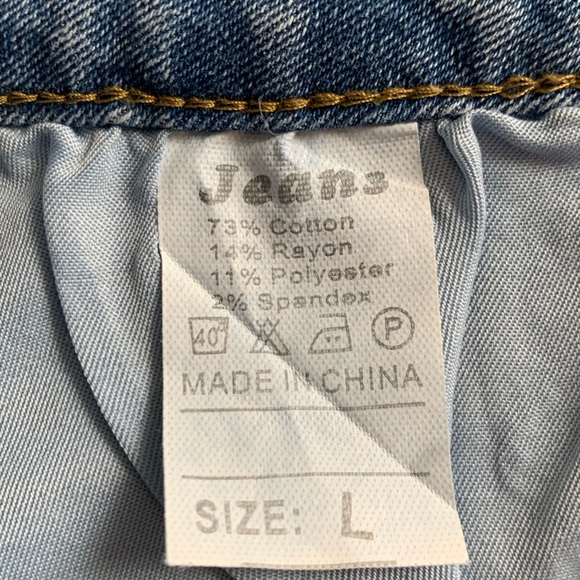 Jeans
73% Cotton
14% Rayon
11% Polyester
2% Spandex
40° P
MADE IN CHINA
SIZE: L